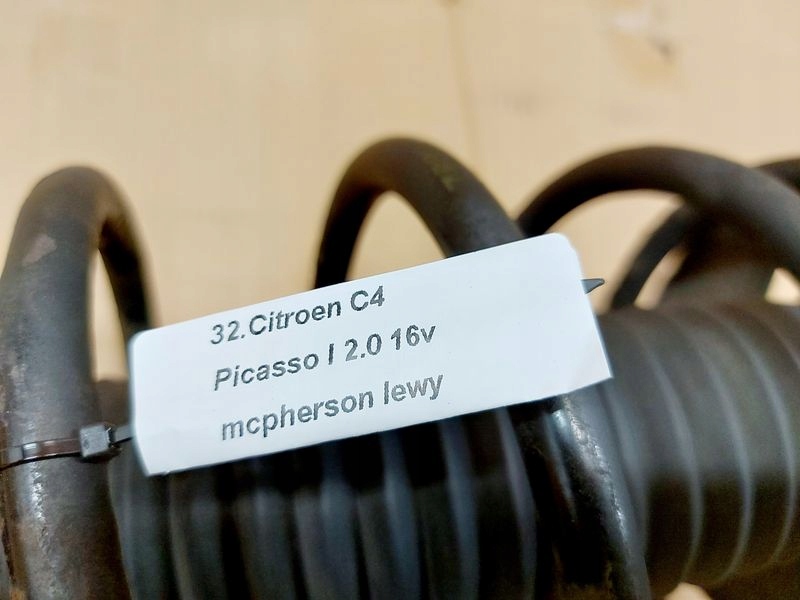 32.Citroen C4
Picasso I 2.0 16v
mcpherson lewy